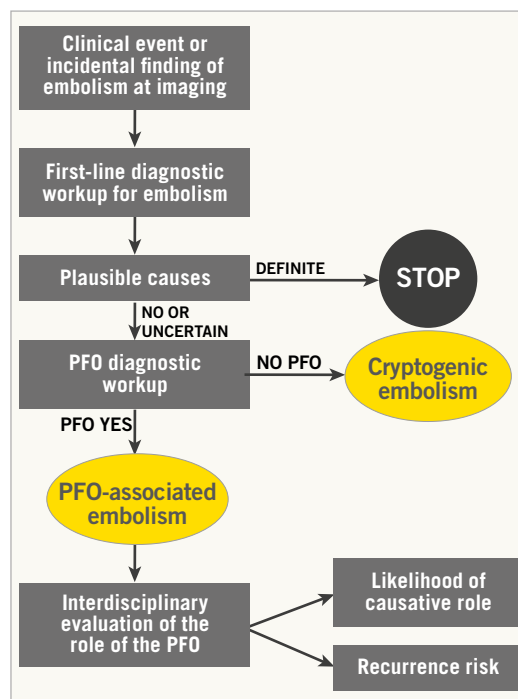 Clinical event or
incidental finding of
embolism at imaging
First-line diagnostic
workup for embolism
Plausible causes
DEFINITE
STOP
NO OR
UNCERTAIN
PFO diagnostic
workup
NO PFO
Cryptogenic
embolism
PFO YES
PFO-associated
embolism
Interdisciplinary
evaluation of the
role of the PFO
Likelihood of
causative role
Recurrence risk